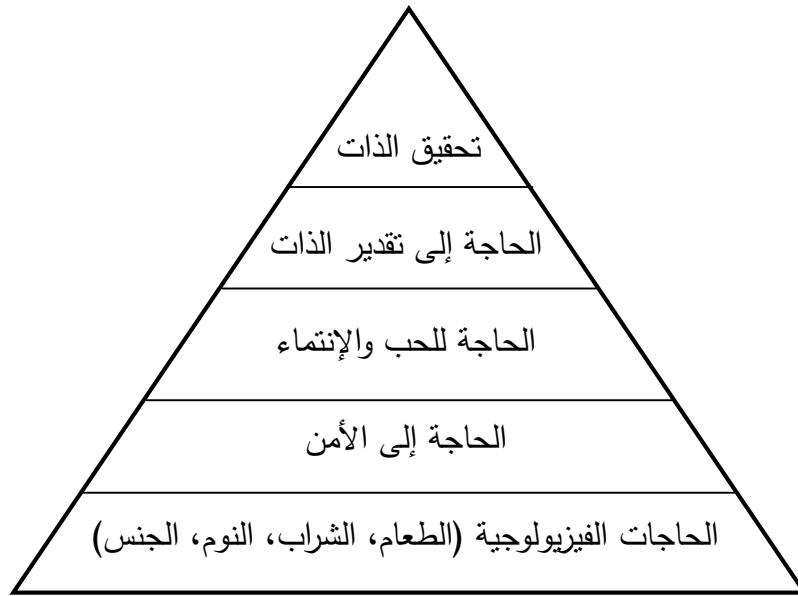 تحقيق الذات
الحاجة إلى تقدير الذات
الحاجة للحب والإنتماء
الحاجة إلى الأمن
الحاجات الفيزيولوجية (الطعام، الشراب، النوم، الجنس)